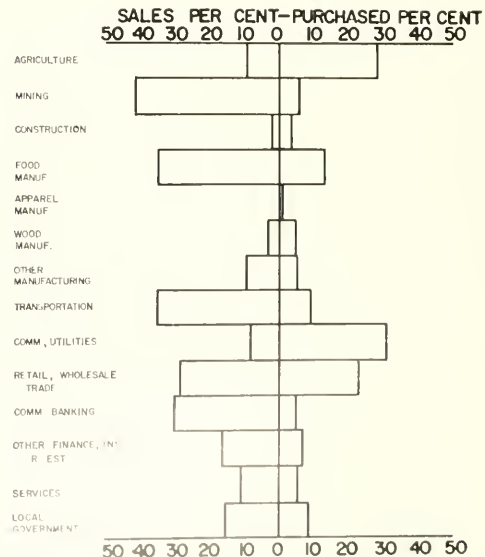 SALES PER CENT-PURCHASED PER CENT
50 40 30 20 10 0 10 20 30 40 50
AGRICULTURE
MINING
CONSTRUCTION
FOOD
MANUF
APPAREL
MANUF
WOOD
MANUF.
OTHER
MANUFACTURING
TRANSPORTATION
COMM, UTILITIES
RETAIL, WHOLESALE
TRADE
COMM BANKING
OTHER FINANCE,
R EST
SERVICES
LOCAL
GOVERNMENT
50 40 30 20 10 0 10 20 30 40 50